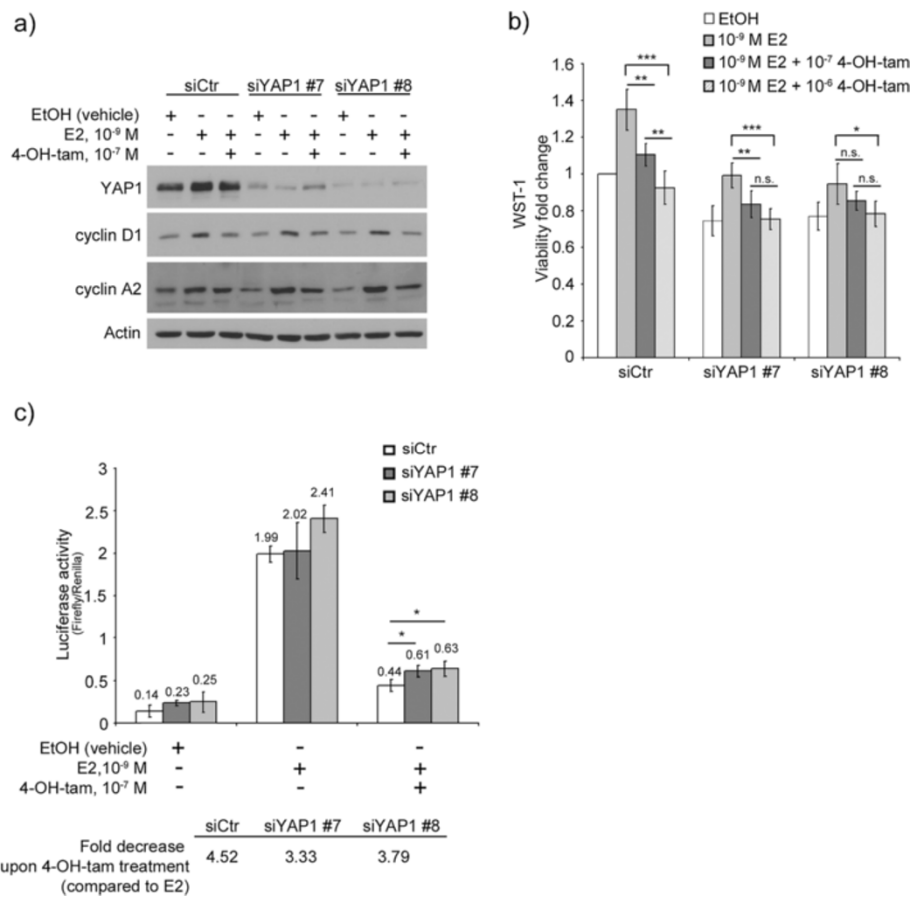 a)
siCtr siYAP1 #7 siYAP1 #8
EtOH (vehicle) + - - + - - + - -
E2, 10⁻⁹ M - + + - + + - + +
4-OH-tam, 10⁻⁷ M - - + - - + - - +
YAP1
cyclin D1
cyclin A2
Actin
b)
EtOH
10⁻⁹ M E2
10⁻⁹ M E2 + 10⁻⁷ 4-OH-tam
10⁻⁹ M E2 + 10⁻⁶ 4-OH-tam
WST-1
Viability fold change
1.6
1.4
1.2
1
0.8
0.6
0.4
0.2
0
***
**
**
***
**
n.s.
*
n.s.
n.s.
siCtr siYAP1 #7 siYAP1 #8
c)
siCtr
siYAP1 #7
siYAP1 #8
Luciferase activity
(Firefly/Renilla)
3
2.5
2
1.5
1
0.5
0
0.14 0.23 0.25
1.99 2.02 2.41
*
*
0.44 0.61 0.63
EtOH (vehicle) + - -
E2,10⁻⁹ M - + +
4-OH-tam, 10⁻⁷ M - - +
siCtr siYAP1 #7 siYAP1 #8
Fold decrease
upon 4-OH-tam treatment
(compared to E2)
4.52 3.33 3.79